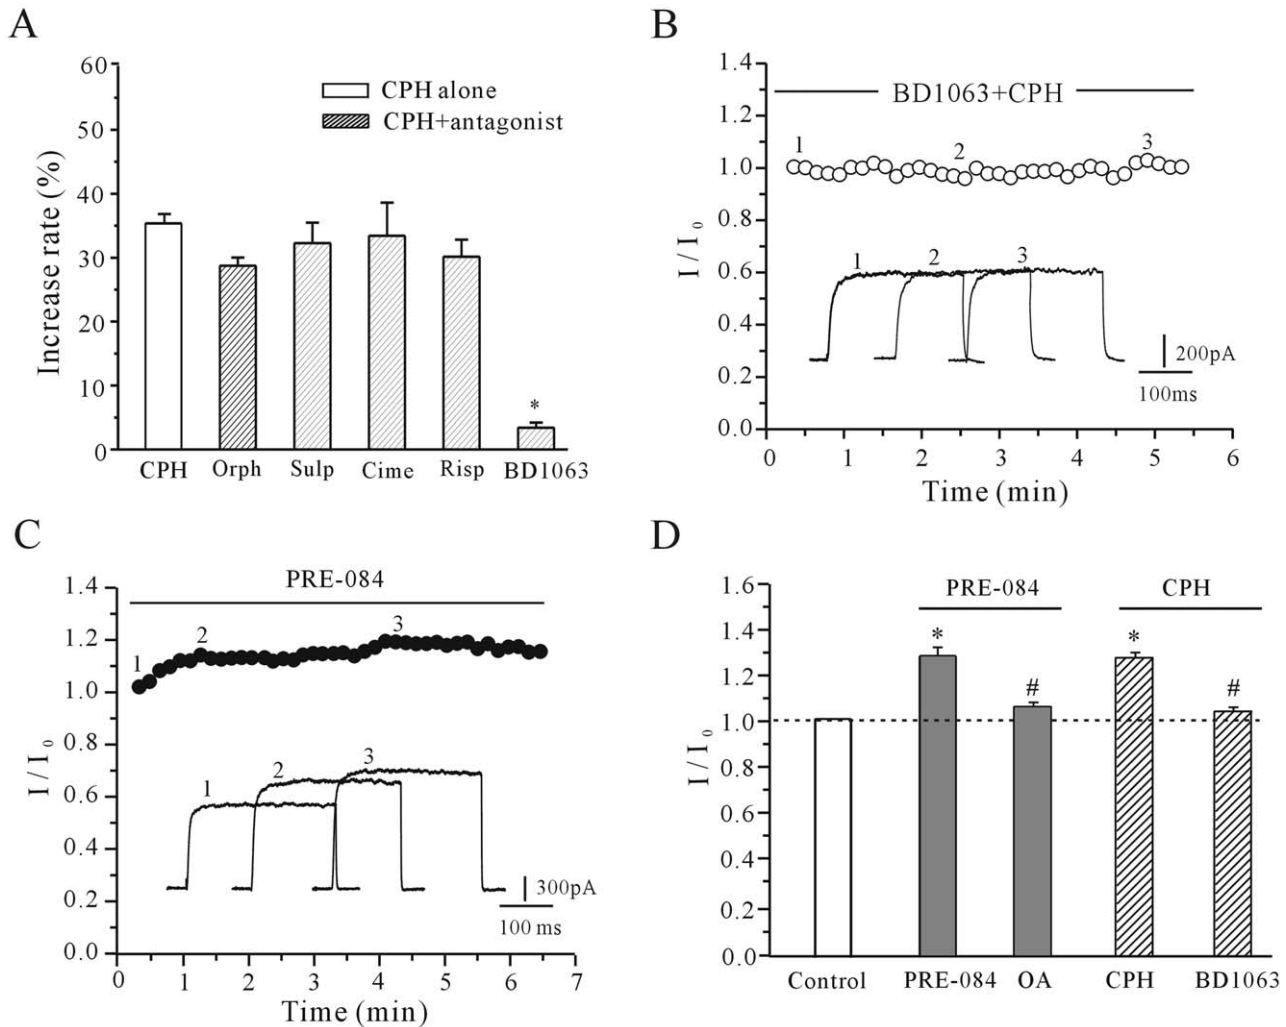 A
60
50
40
30
20
10
0
Increase rate (%)
CPH alone
CPH+antagonist
*
CPH Orph Sulp Cime Risp BD1063
B
1.4
1.2
1.0
0.8
0.6
0.4
0.2
0.0
I / I0
BD1063+CPH
1 2 3
1 2 3
200pA
100ms
0 1 2 3 4 5 6
Time (min)
C
1.4
1.2
1.0
0.8
0.6
0.4
0.2
0.0
I / I0
PRE-084
1 2 3
1 2 3
300pA
100 ms
0 1 2 3 4 5 6 7
Time (min)
D
1.6
1.4
1.2
1.0
0.8
0.6
0.4
0.2
0.0
I / I0
PRE-084 CPH
* # * #
Control PRE-084 OA CPH BD1063